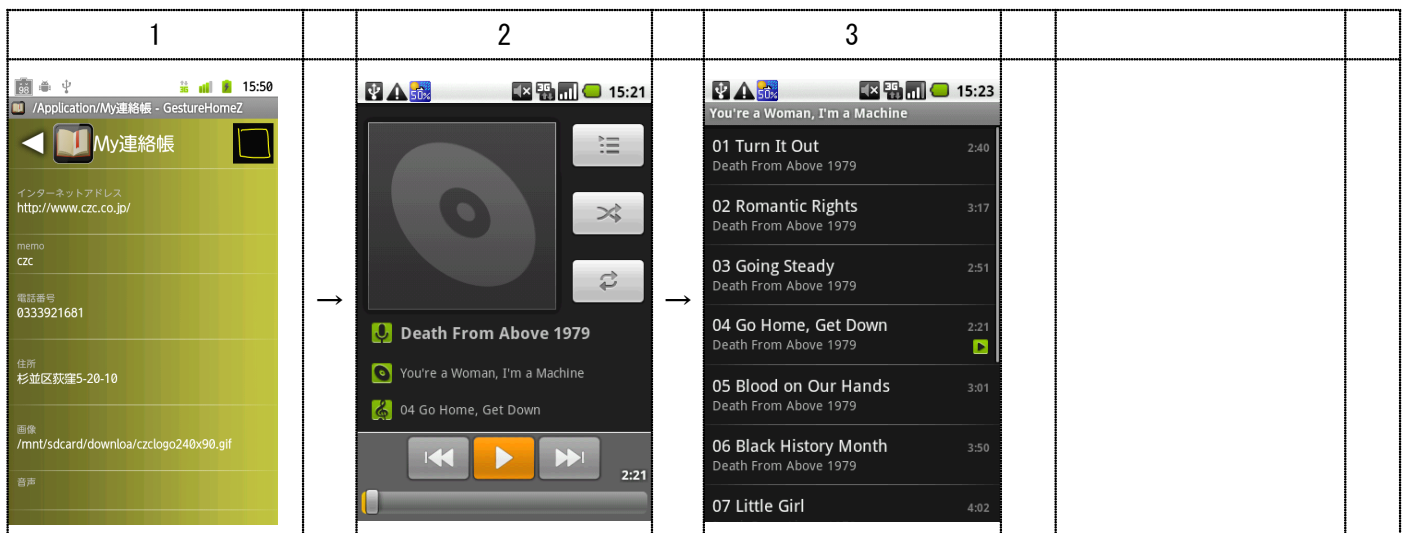 1
2
3
98
15:50
/Application/My連絡帳 - GestureHomeZ
My連絡帳
インターネットアドレス
http://www.czc.co.jp/
memo
czc
電話番号
0333921681
住所
杉並区荻窪5-20-10
画像
/mnt/sdcard/downloa/czclogo240x90.gif
音声
→
50%
3G
15:21
Death From Above 1979
You're a Woman, I'm a Machine
04 Go Home, Get Down
2:21
→
50%
3G
15:23
You're a Woman, I'm a Machine
01 Turn It Out 2:40
Death From Above 1979
02 Romantic Rights 3:17
Death From Above 1979
03 Going Steady 2:51
Death From Above 1979
04 Go Home, Get Down 2:21
Death From Above 1979
05 Blood on Our Hands 3:01
Death From Above 1979
06 Black History Month 3:50
Death From Above 1979
07 Little Girl 4:02